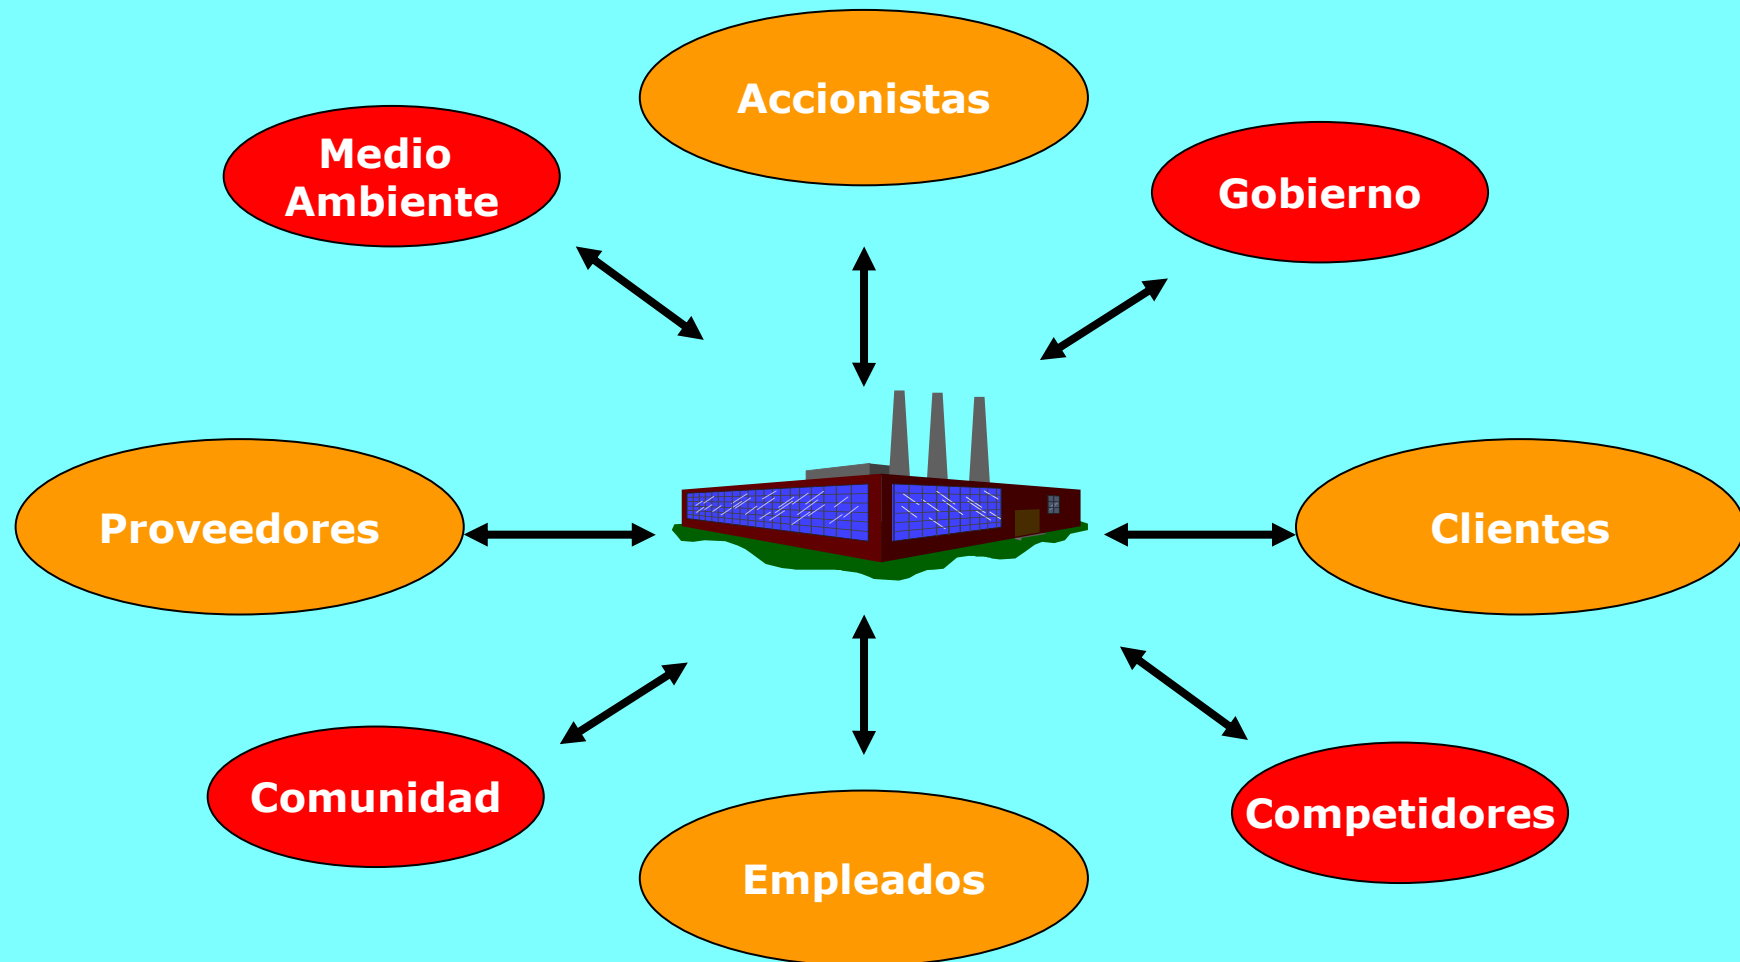 Accionistas
Medio
Ambiente
Gobierno
Proveedores
Clientes
Comunidad
Competidores
Empleados